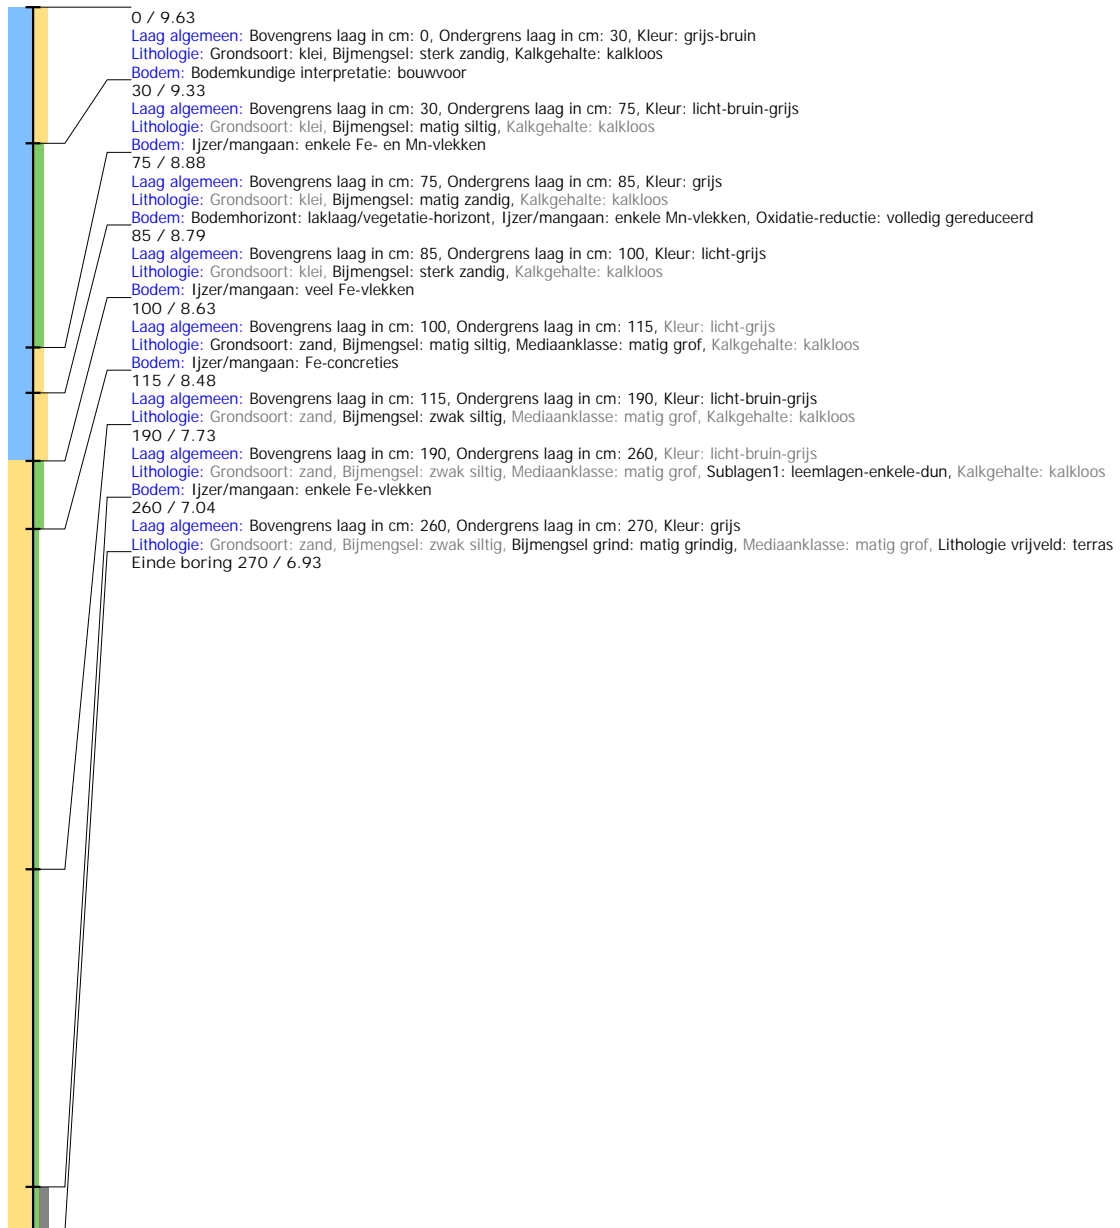 0 / 9.63
Laag algemeen: Bovengrens laag in cm: 0, Ondergrens laag in cm: 30, Kleur: grijs-bruin
Lithologie: Grondsoort: klei, Bijmengsel: sterk zandig, Kalkgehalte: kalkloos
Bodem: Bodemkundige interpretatie: bouwvoor
30 / 9.33
Laag algemeen: Bovengrens laag in cm: 30, Ondergrens laag in cm: 75, Kleur: licht-bruin-grijs
Lithologie: Grondsoort: klei, Bijmengsel: matig siltig, Kalkgehalte: kalkloos
Bodem: Ijzer/mangaan: enkele Fe- en Mn-vlekken
75 / 8.88
Laag algemeen: Bovengrens laag in cm: 75, Ondergrens laag in cm: 85, Kleur: grijs
Lithologie: Grondsoort: klei, Bijmengsel: matig zandig, Kalkgehalte: kalkloos
Bodem: Bodemhorizont: laklaag/vegetatie-horizont, Ijzer/mangaan: enkele Mn-vlekken, Oxidatie-reductie: volledig gereduceerd
85 / 8.79
Laag algemeen: Bovengrens laag in cm: 85, Ondergrens laag in cm: 100, Kleur: licht-grijs
Lithologie: Grondsoort: klei, Bijmengsel: sterk zandig, Kalkgehalte: kalkloos
Bodem: Ijzer/mangaan: veel Fe-vlekken
100 / 8.63
Laag algemeen: Bovengrens laag in cm: 100, Ondergrens laag in cm: 115, Kleur: licht-grijs
Lithologie: Grondsoort: zand, Bijmengsel: matig siltig, Mediaanklasse: matig grof, Kalkgehalte: kalkloos
Bodem: Ijzer/mangaan: Fe-concreties
115 / 8.48
Laag algemeen: Bovengrens laag in cm: 115, Ondergrens laag in cm: 190, Kleur: licht-bruin-grijs
Lithologie: Grondsoort: zand, Bijmengsel: zwak siltig, Mediaanklasse: matig grof, Kalkgehalte: kalkloos
190 / 7.73
Laag algemeen: Bovengrens laag in cm: 190, Ondergrens laag in cm: 260, Kleur: licht-bruin-grijs
Lithologie: Grondsoort: zand, Bijmengsel: zwak siltig, Mediaanklasse: matig grof, Sublagen1: leemlagen-enkele-dun, Kalkgehalte: kalkloos
Bodem: Ijzer/mangaan: enkele Fe-vlekken
260 / 7.04
Laag algemeen: Bovengrens laag in cm: 260, Ondergrens laag in cm: 270, Kleur: grijs
Lithologie: Grondsoort: zand, Bijmengsel: zwak siltig, Bijmengsel grind: matig grindig, Mediaanklasse: matig grof, Lithologie vrijveld: terras
Einde boring 270 / 6.93